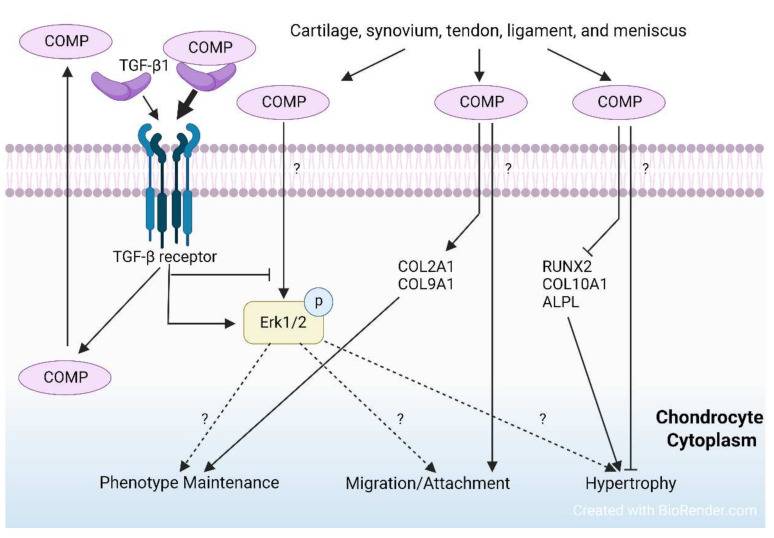 Cartilage, synovium, tendon, ligament, and meniscus
COMP
COMP
TGF-β1
COMP
COMP
COMP
?
?
?
TGF-β receptor
COL2A1
COL9A1
RUNX2
COL10A1
ALPL
p
Erk1/2
COMP
?
?
?
Chondrocyte
Cytoplasm
Phenotype Maintenance
Migration/Attachment
Hypertrophy
Created with BioRender.com